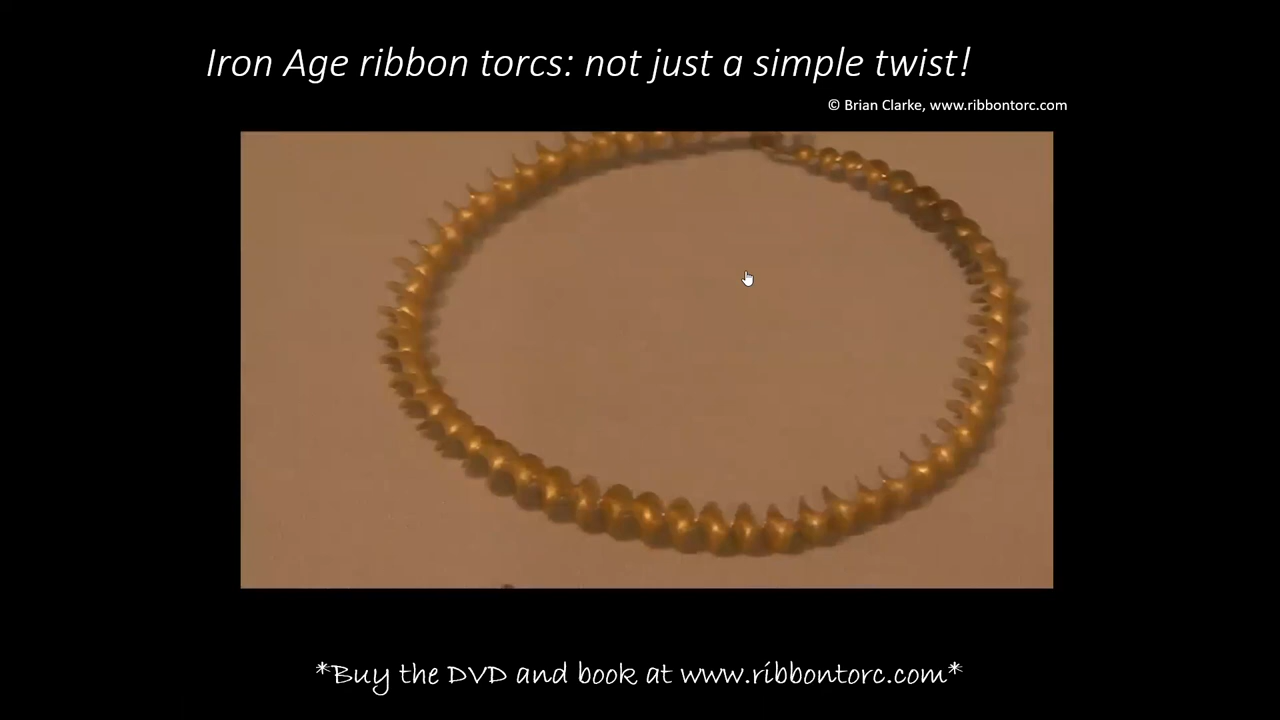 Iron Age ribbon torcs: not just a simple twist!
© Brian Clarke, www.ribbontorc.com
*Buy the DVD and book at www.ribbontorc.com*